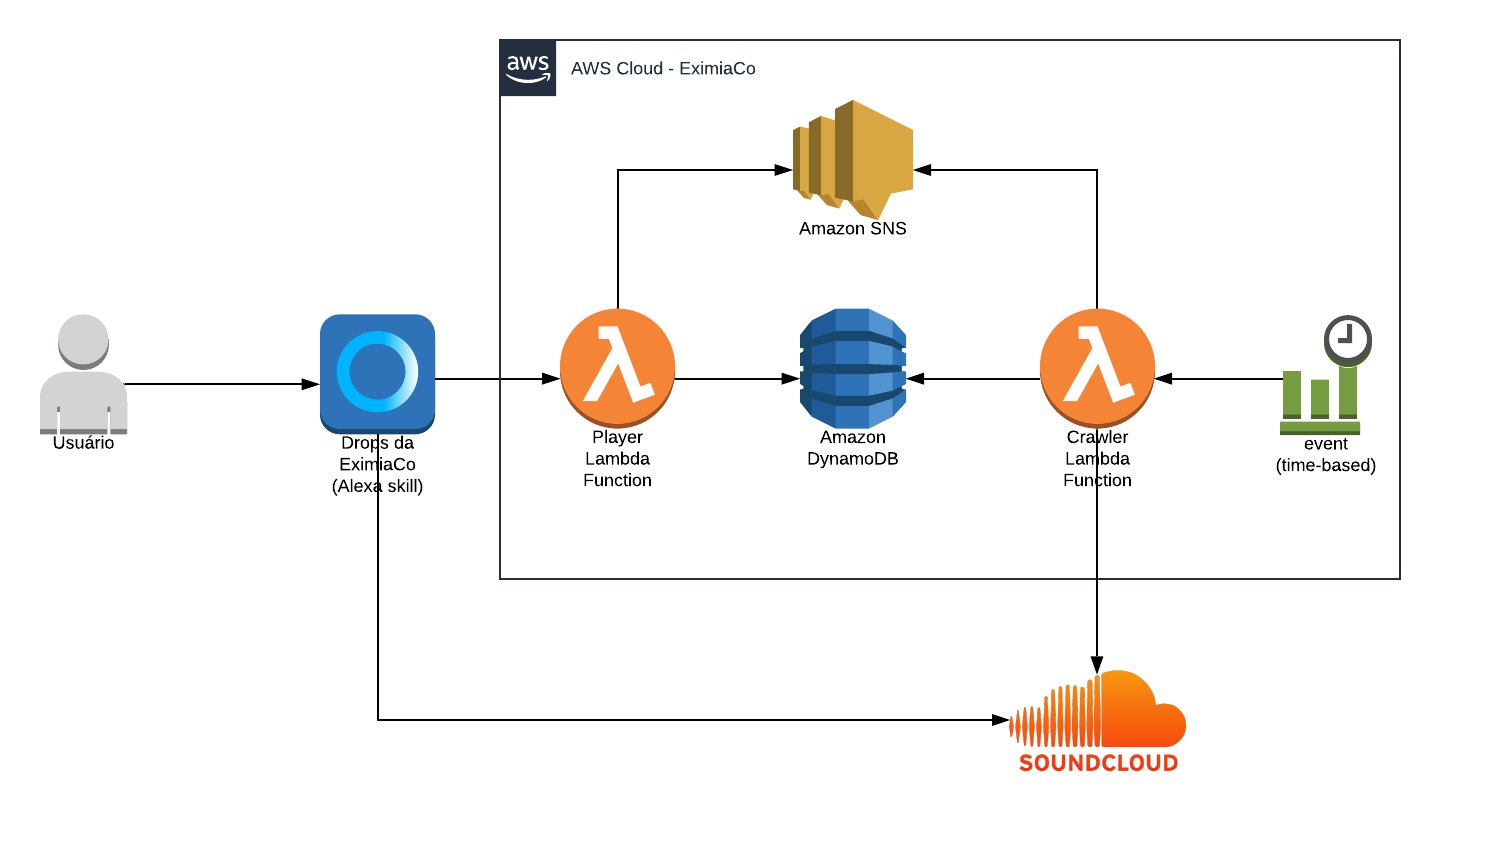 aws
AWS Cloud - EximiaCo
Amazon SNS
Usuário
Drops da
EximiaCo
(Alexa skill)
Player
Lambda
Function
Amazon
DynamoDB
Crawler
Lambda
Function
event
(time-based)
SOUNDCLOUD